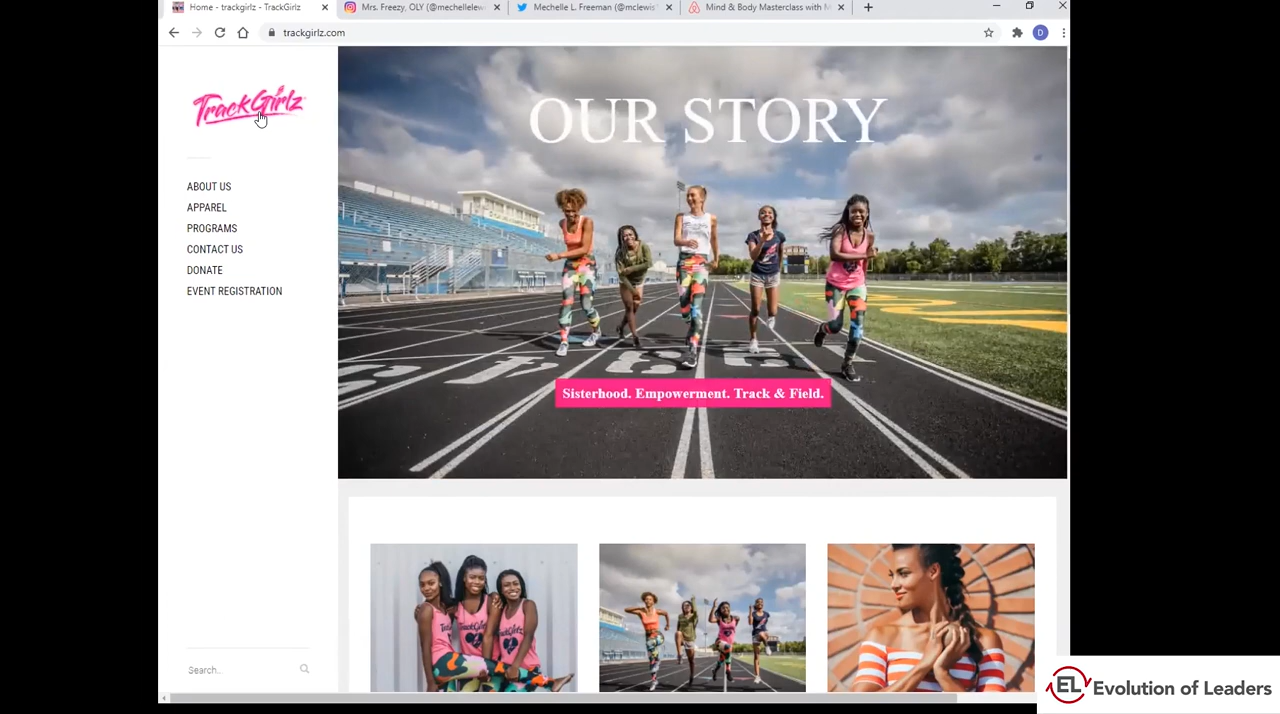 Home - trackgirlz - TrackGirlz
Mrs. Freezy, OLY (@mechellelew
Mechelle L. Freeman (@mclewis
Mind & Body Masterclass with M
trackgirlz.com
D
TrackGirlz
ABOUT US
APPAREL
PROGRAMS
CONTACT US
DONATE
EVENT REGISTRATION
Search..
OUR STORY
Sisterhood. Empowerment. Track & Field.
EL Evolution of Leaders